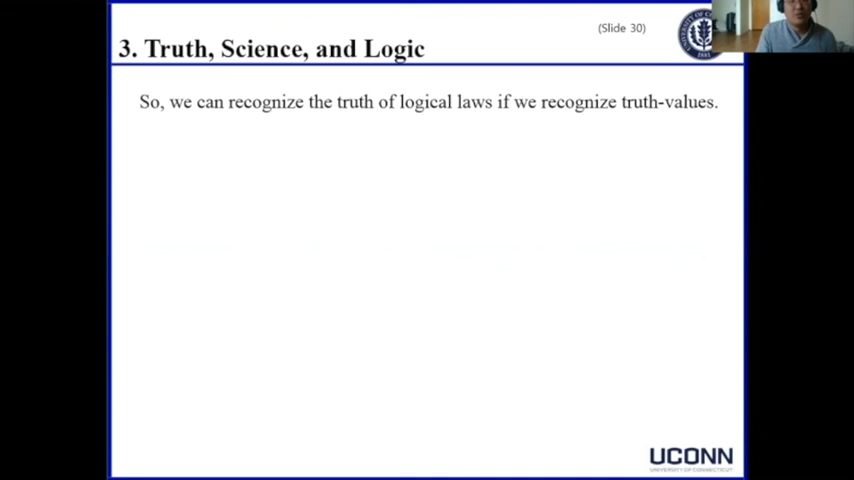 (Slide 30)
3. Truth, Science, and Logic
So, we can recognize the truth of logical laws if we recognize truth-values.
UCONN
UNIVERSITY OF CONNECTICUT